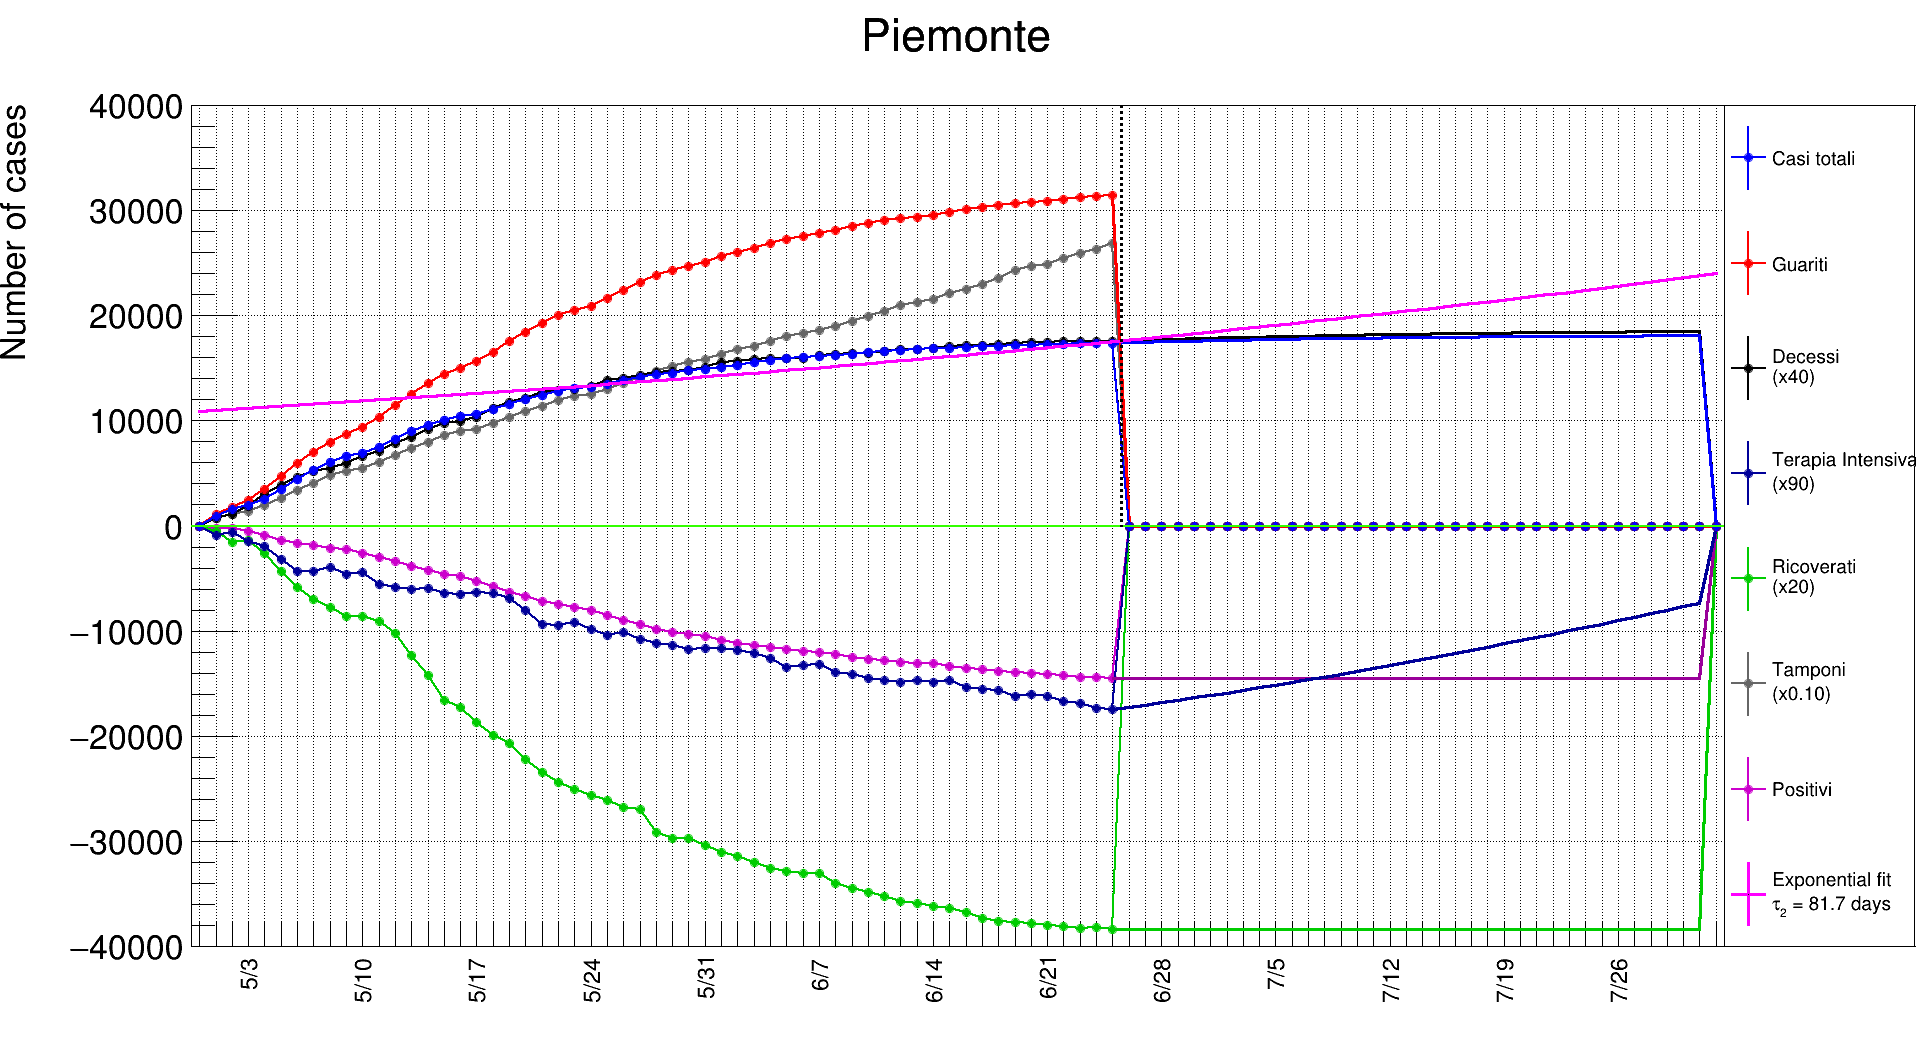 Piemonte
Number of cases
40000
30000
20000
10000
0
−10000
−20000
−30000
−40000
5/3
5/10
5/17
5/24
5/31
6/7
6/14
6/21
6/28
7/5
7/12
7/19
7/26
Casi totali
Guariti
Decessi
(x40)
Terapia Intensiva
(x90)
Ricoverati
(x20)
Tamponi
(x0.10)
Positivi
Exponential fit
τ₂ = 81.7 days